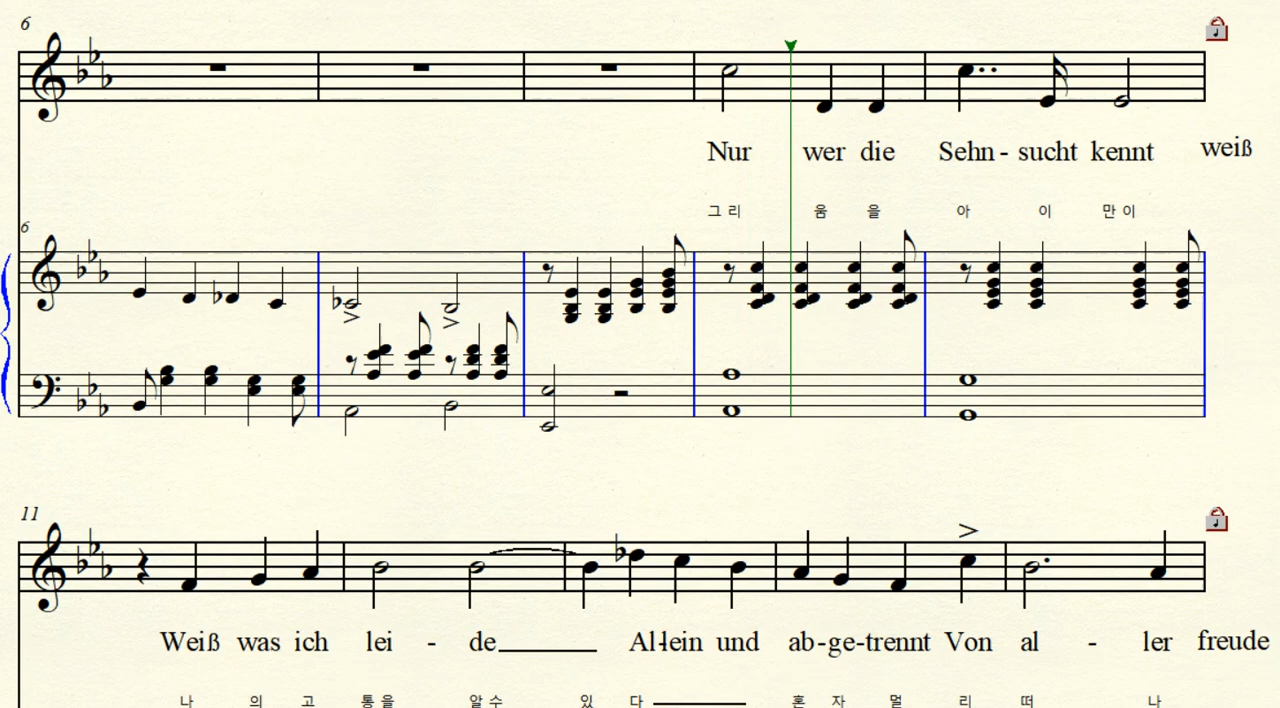 6
Nur wer die Sehn - sucht kennt weiß
그 리 움 을 아 이 만 이
6
11
Weiß was ich lei - de Al-lein und ab-ge-trennt Von al - ler freude
나 의 고 통 을 알 수 있 다 혼 자 멀 리 떠 나